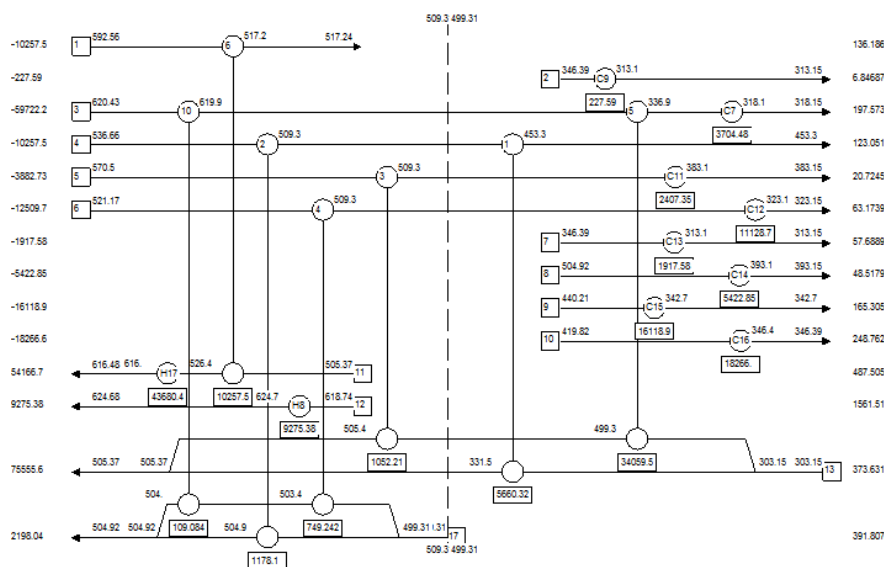 509.3 499.31
-10257.5 1 592.56 6 517.2 517.24 136.186
-227.59 2 346.39 C9 313.1 313.15 6.84687
227.59
-59722.2 3 620.43 10 619.9 5 336.9 C7 318.1 318.15 197.573
3704.48
-10257.5 4 536.66 2 509.3 1 453.3 453.3 123.051
-3882.73 5 570.5 3 509.3 C11 383.1 383.15 20.7245
2407.35
-12509.7 6 521.17 4 509.3 C12 323.1 323.15 63.1739
11128.7
-1917.58 7 346.39 C13 313.1 313.15 57.6889
1917.58
-5422.85 8 504.92 C14 393.1 393.15 48.5179
5422.85
-16118.9 9 440.21 C15 342.7 342.7 165.305
16118.9
-18266.6 10 419.82 C16 346.4 346.39 248.762
18266.
54166.7 616.48 616. H17 526.4 505.37 11 487.505
43680.4 10257.5
9275.38 624.68 624.7 H8 618.74 12 1561.51
9275.38
505.4 499.3
1052.21 34059.5
75555.6 505.37 505.37 331.5 303.15 303.15 13 373.631
5660.32
504. 503.4
109.084 749.242
2198.04 504.92 504.92 504.9 499.31 17 391.807
1178.1
509.3 499.31